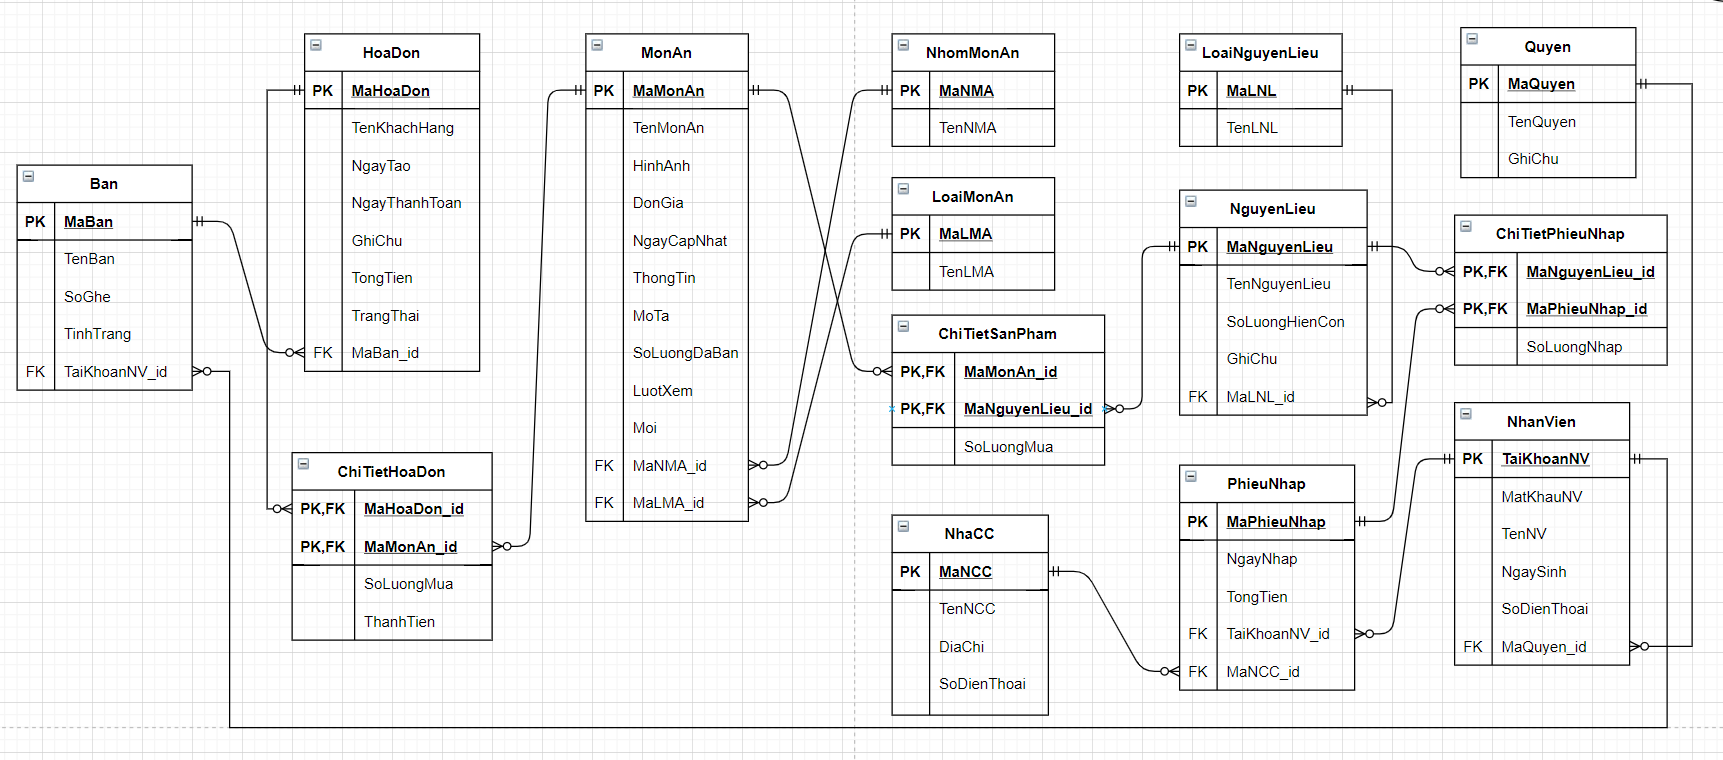 HoaDon
PK MaHoaDon
TenKhachHang
NgayTao
NgayThanhToan
GhiChu
TongTien
TrangThai
FK MaBan_id
MonAn
PK MaMonAn
TenMonAn
HinhAnh
DonGia
NgayCapNhat
ThongTin
MoTa
SoLuongDaBan
LuotXem
Moi
FK MaNMA_id
FK MaLMA_id
NhomMonAn
PK MaNMA
TenNMA
LoaiNguyenLieu
PK MaLNL
TenLNL
Quyen
PK MaQuyen
TenQuyen
GhiChu
Ban
PK MaBan
TenBan
SoGhe
TinhTrang
FK TaiKhoanNV_id
LoaiMonAn
PK MaLMA
TenLMA
NguyenLieu
PK MaNguyenLieu
TenNguyenLieu
SoLuongHienCon
GhiChu
FK MaLNL_id
ChiTietPhieuNhap
PK,FK MaNguyenLieu_id
PK,FK MaPhieuNhap_id
SoLuongNhap
ChiTietSanPham
PK,FK MaMonAn_id
PK,FK MaNguyenLieu_id
SoLuongMua
ChiTietHoaDon
PK,FK MaHoaDon_id
PK,FK MaMonAn_id
SoLuongMua
ThanhTien
NhaCC
PK MaNCC
TenNCC
DiaChi
SoDienThoai
PhieuNhap
PK MaPhieuNhap
NgayNhap
TongTien
FK TaiKhoanNV_id
FK MaNCC_id
NhanVien
PK TaiKhoanNV
MatKhauNV
TenNV
NgaySinh
SoDienThoai
FK MaQuyen_id